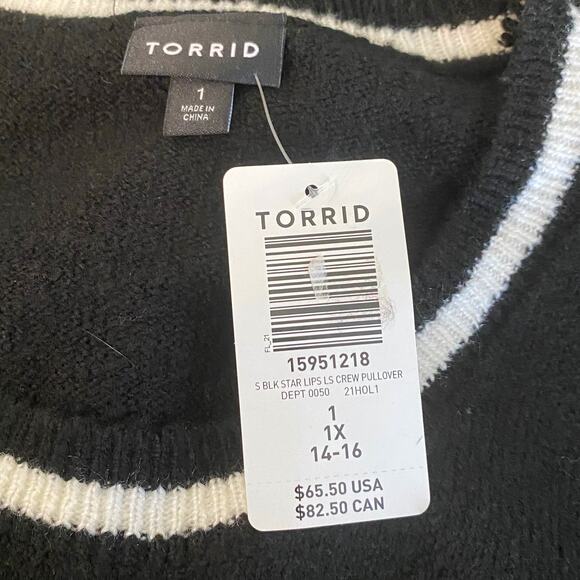 TORRID
1
MADE IN
CHINA
TORRID
FL_21
15951218
S BLK STAR LIPS LS CREW PULLOVER
DEPT 0050 21HOL1
1
1X
14-16
$65.50 USA
$82.50 CAN